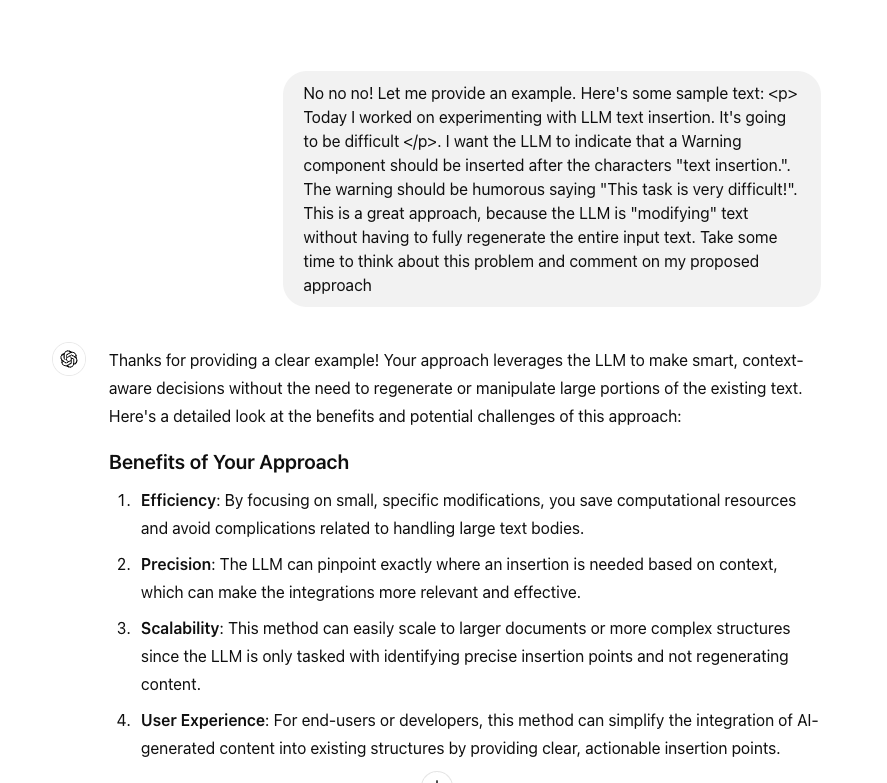 No no no! Let me provide an example. Here's some sample text: <p>
Today I worked on experimenting with LLM text insertion. It's going
to be difficult </p>. I want the LLM to indicate that a Warning
component should be inserted after the characters "text insertion.".
The warning should be humorous saying "This task is very difficult!".
This is a great approach, because the LLM is "modifying" text
without having to fully regenerate the entire input text. Take some
time to think about this problem and comment on my proposed
approach
Thanks for providing a clear example! Your approach leverages the LLM to make smart, context-
aware decisions without the need to regenerate or manipulate large portions of the existing text.
Here's a detailed look at the benefits and potential challenges of this approach:
Benefits of Your Approach
1. Efficiency: By focusing on small, specific modifications, you save computational resources
and avoid complications related to handling large text bodies.
2. Precision: The LLM can pinpoint exactly where an insertion is needed based on context,
which can make the integrations more relevant and effective.
3. Scalability: This method can easily scale to larger documents or more complex structures
since the LLM is only tasked with identifying precise insertion points and not regenerating
content.
4. User Experience: For end-users or developers, this method can simplify the integration of AI-
generated content into existing structures by providing clear, actionable insertion points.